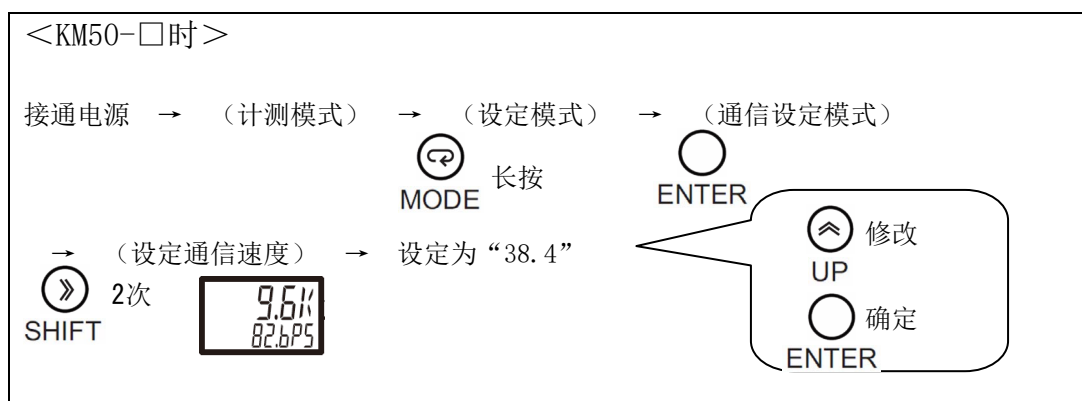 ＜KM50-□时＞
接通电源 → （计测模式） → （设定模式） → （通信设定模式）
长按
MODE
ENTER
→ （设定通信速度） → 设定为“38.4”
2次
SHIFT
9.6K
82.bPS
修改
UP
确定
ENTER